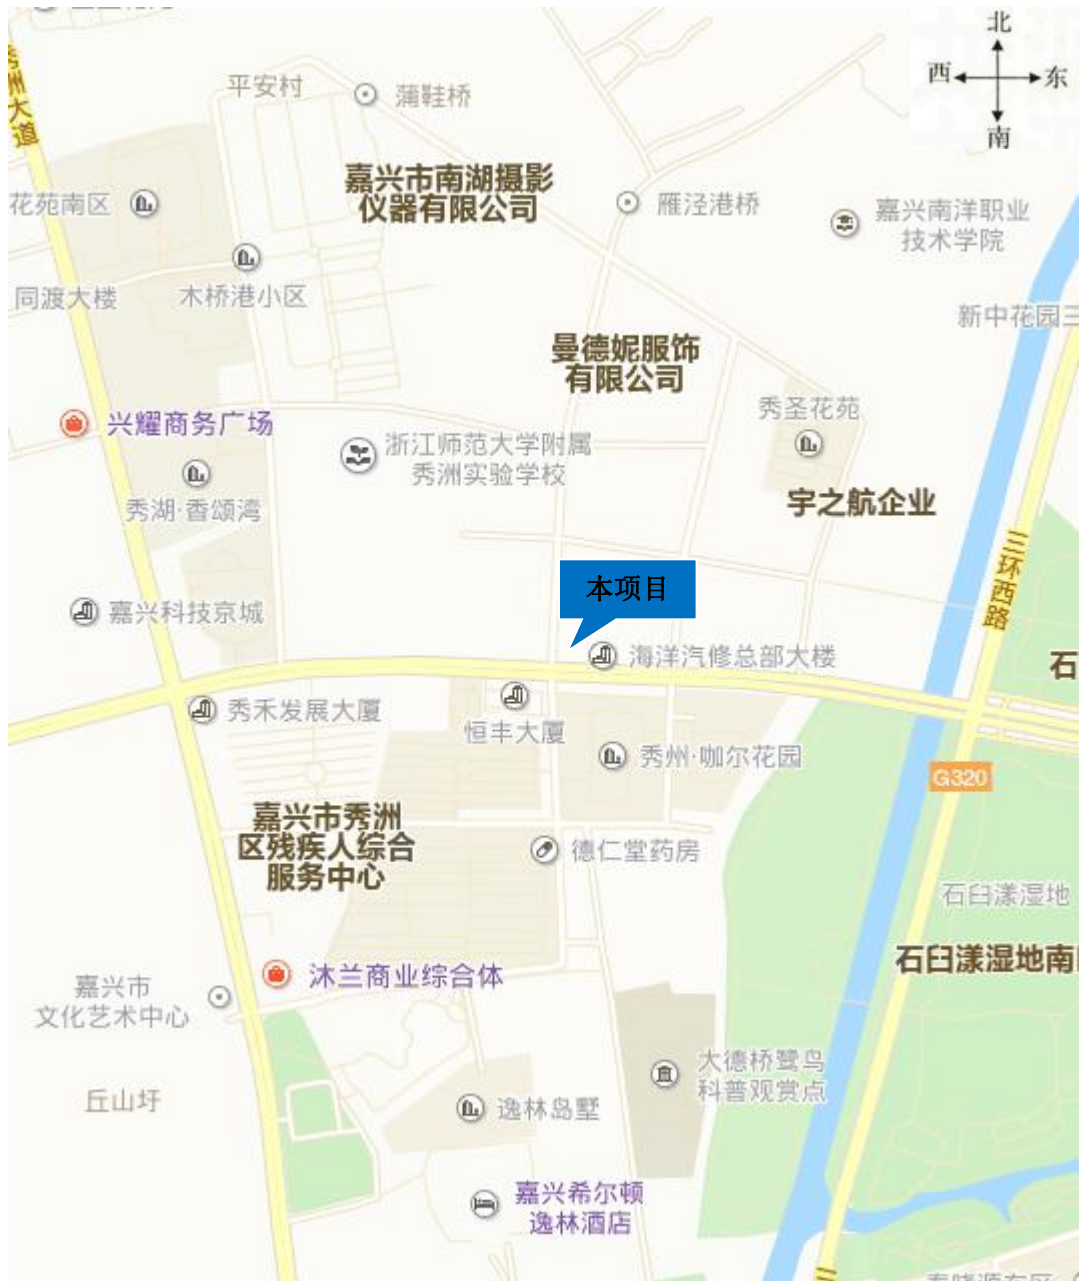 北
西
东
南
秀洲大道
平安村
蒲鞋桥
嘉兴市南湖摄影
仪器有限公司
花苑南区
雁泾港桥
嘉兴南洋职业
技术学院
同渡大楼
木桥港小区
新中花园三
曼德妮服饰
有限公司
秀圣花苑
兴耀商务广场
浙江师范大学附属
秀洲实验学校
秀湖·香颂湾
宇之航企业
三环西路
本项目
嘉兴科技京城
海洋汽修总部大楼
石
秀禾发展大厦
恒丰大厦
秀州·咖尔花园
G320
嘉兴市秀洲
区残疾人综合
服务中心
德仁堂药房
石臼漾湿地
石臼漾湿地南
沐兰商业综合体
嘉兴市
文化艺术中心
大德桥鹭鸟
科普观赏点
丘山圩
逸林岛墅
嘉兴希尔顿
逸林酒店
三